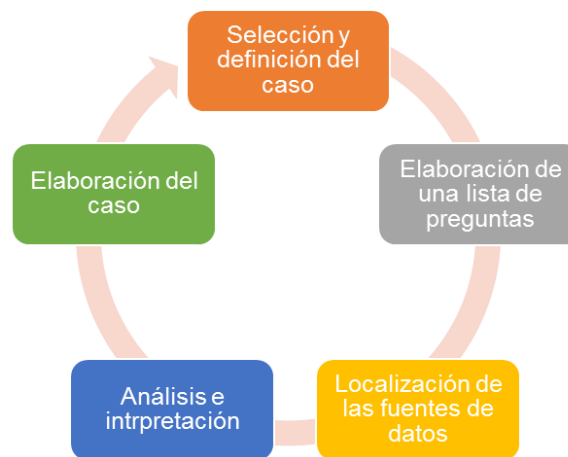 Selección y
definición del
caso
Elaboración de
una lista de
preguntas
Localización de
las fuentes de
datos
Análisis e
intrpretación
Elaboración del
caso